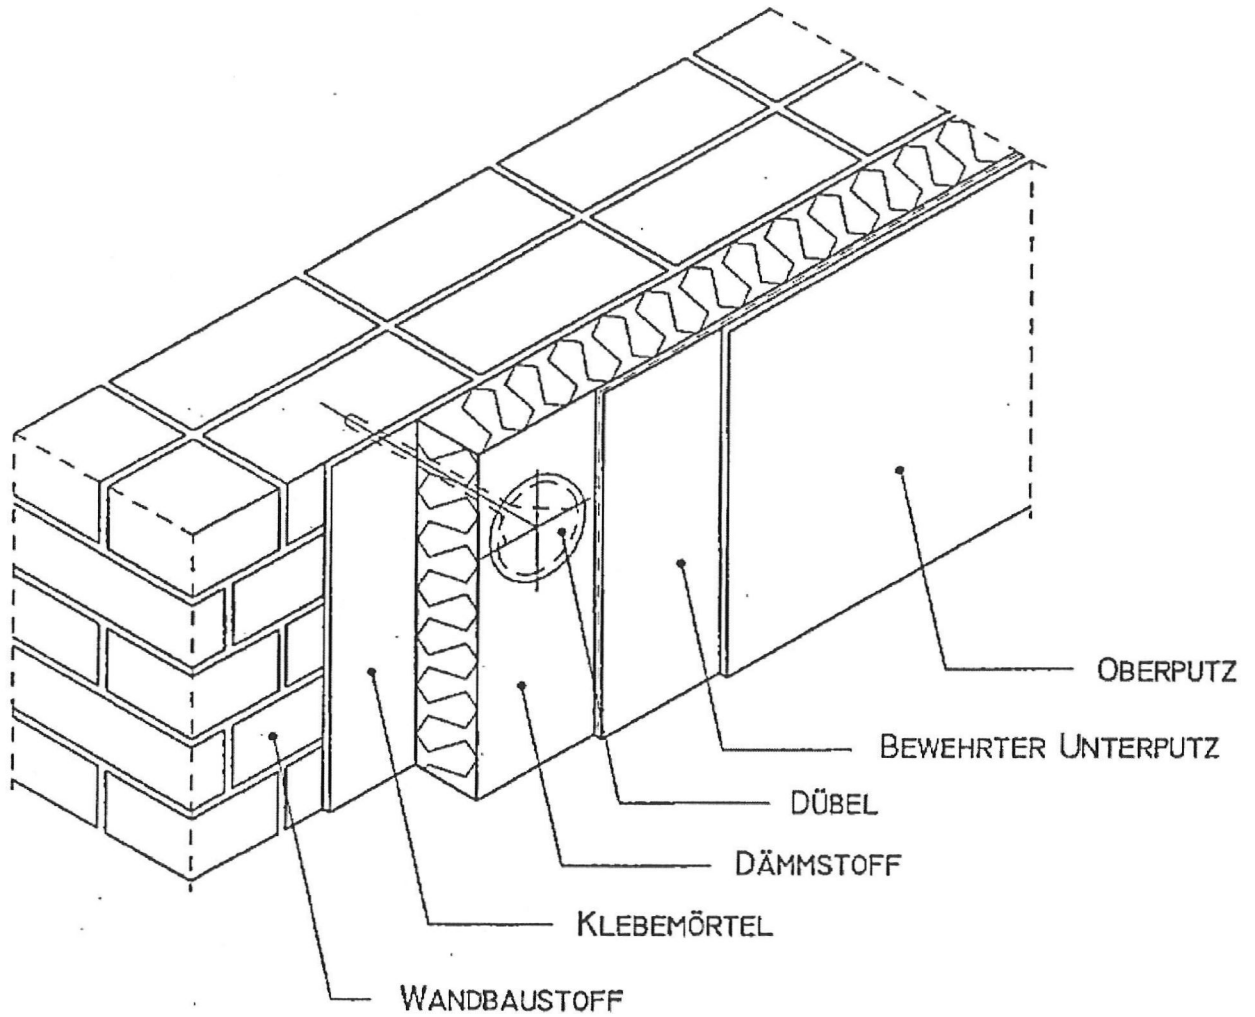 OBERPUTZ
BEWEHRTER UNTERPUTZ
DÜBEL
DÄMMSTOFF
KLEBEMÖRTEL
WANDBAUSTOFF